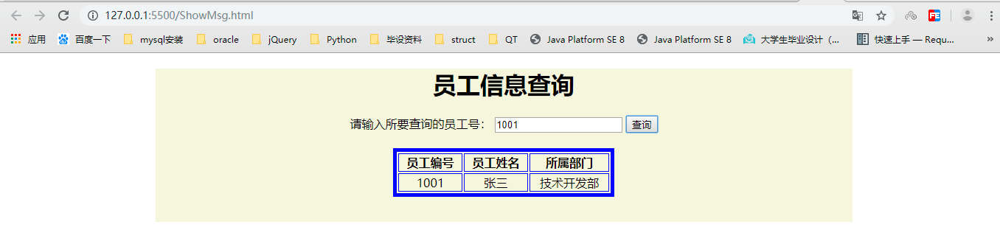 127.0.0.1:5500/ShowMsg.html
应用 百度一下 mysql安装 oracle jQuery Python 毕设资料 struct QT Java Platform SE 8 Java Platform SE 8 大学生毕业设计（... 快速上手 — Requ... »
员工信息查询
请输入所要查询的员工号： 1001 查询
员工编号 员工姓名 所属部门
1001 张三 技术开发部